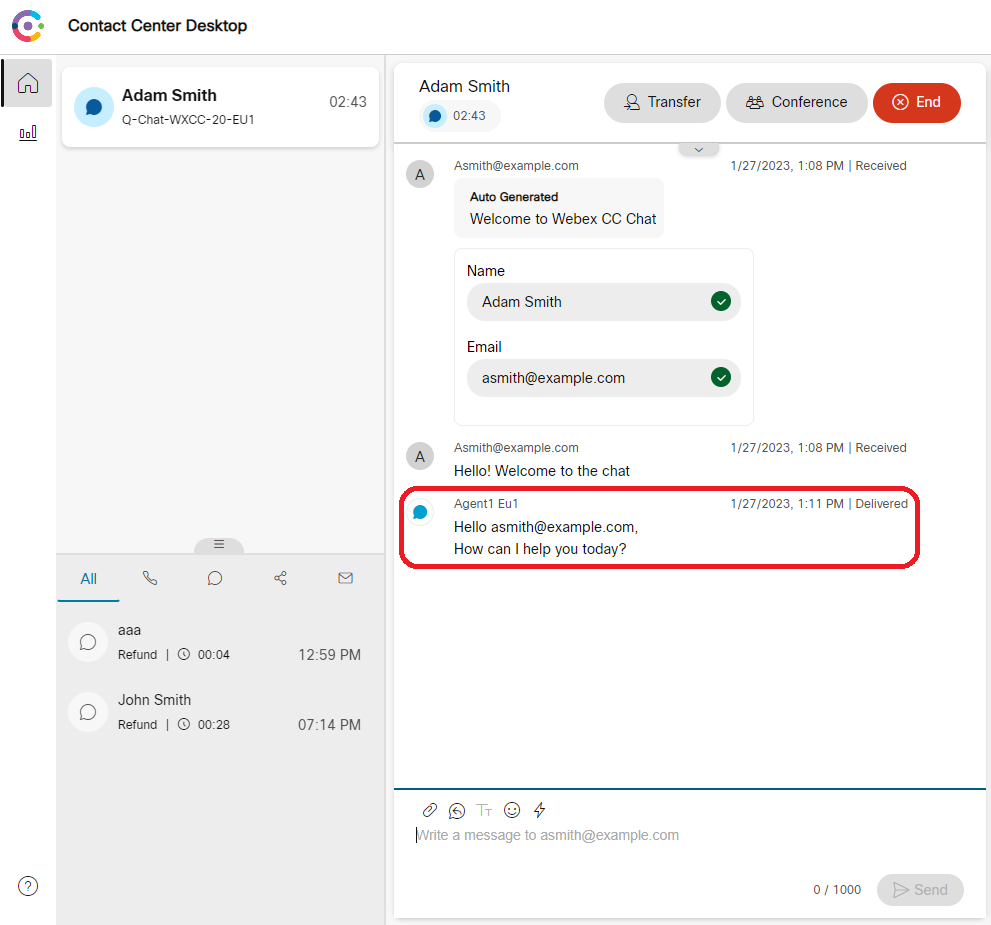 Contact Center Desktop
Adam Smith
02:43
Q-Chat-WXCC-20-EU1
All
aaa
Refund | 00:04
12:59 PM
John Smith
Refund | 00:28
07:14 PM
?
Adam Smith
02:43
Transfer
Conference
End
A
Asmith@example.com
1/27/2023, 1:08 PM | Received
Auto Generated
Welcome to Webex CC Chat
Name
Adam Smith
Email
asmith@example.com
A
Asmith@example.com
1/27/2023, 1:08 PM | Received
Hello! Welcome to the chat
Agent1 Eu1
1/27/2023, 1:11 PM | Delivered
Hello asmith@example.com,
How can I help you today?
TT
Write a message to asmith@example.com
0 / 1000
Send